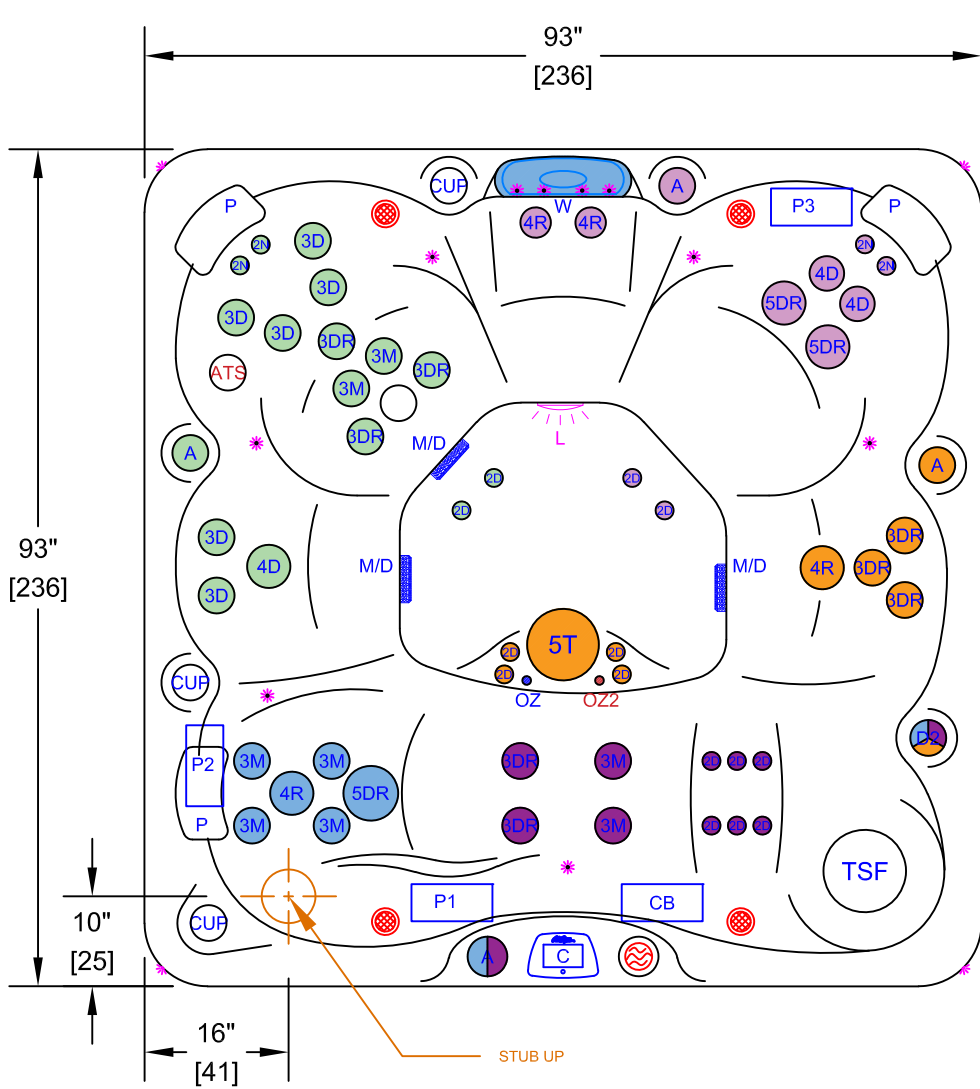 93"
[236]
CUP
A
W
4R
4R
P3
P
P
2N
2N
3D
3D
3D
3D
3DR
3M
3DR
3M
3DR
ATS
2N
2N
4D
5DR
4D
5DR
L
M/D
A
A
2D
2D
2D
2D
93"
[236]
3D
4D
3D
M/D
M/D
4R
3DR
3DR
3DR
5T
2D
2D
2D
2D
OZ
OZ2
CUP
D2
P2
P
3M
3M
4R
5DR
3M
3M
3DR
3M
3DR
3M
2D
2D
2D
2D
2D
2D
TSF
10"
[25]
CUP
P1
CB
A
C
16"
[41]
STUB UP